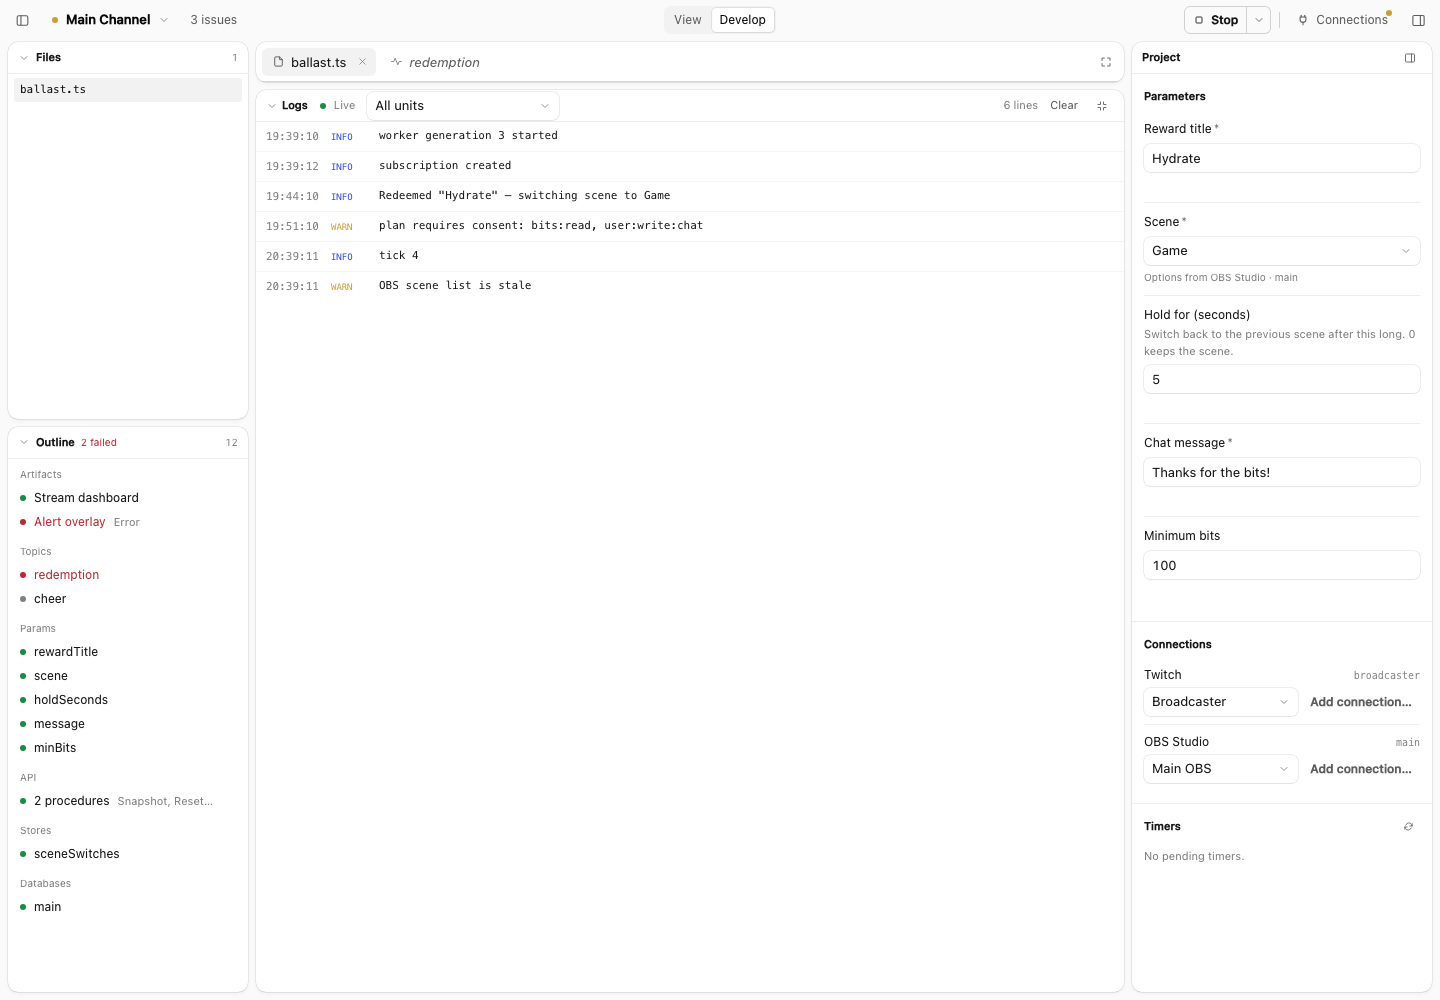 Main Channel
3 issues
View
Develop
Stop
Connections
Files
1
ballast.ts
Outline 2 failed
12
Artifacts
Stream dashboard
Alert overlay Error
Topics
redemption
cheer
Params
rewardTitle
scene
holdSeconds
message
minBits
API
2 procedures Snapshot, Reset...
Stores
sceneSwitches
Databases
main
ballast.ts
redemption
Logs
Live
All units
6 lines
Clear
19:39:10 INFO worker generation 3 started
19:39:12 INFO subscription created
19:44:10 INFO Redeemed "Hydrate" — switching scene to Game
19:51:10 WARN plan requires consent: bits:read, user:write:chat
20:39:11 INFO tick 4
20:39:11 WARN OBS scene list is stale
Project
Parameters
Reward title *
Hydrate
Scene *
Game
Options from OBS Studio · main
Hold for (seconds)
Switch back to the previous scene after this long. 0
keeps the scene.
5
Chat message *
Thanks for the bits!
Minimum bits
100
Connections
Twitch broadcaster
Broadcaster Add connection...
OBS Studio main
Main OBS Add connection...
Timers
No pending timers.